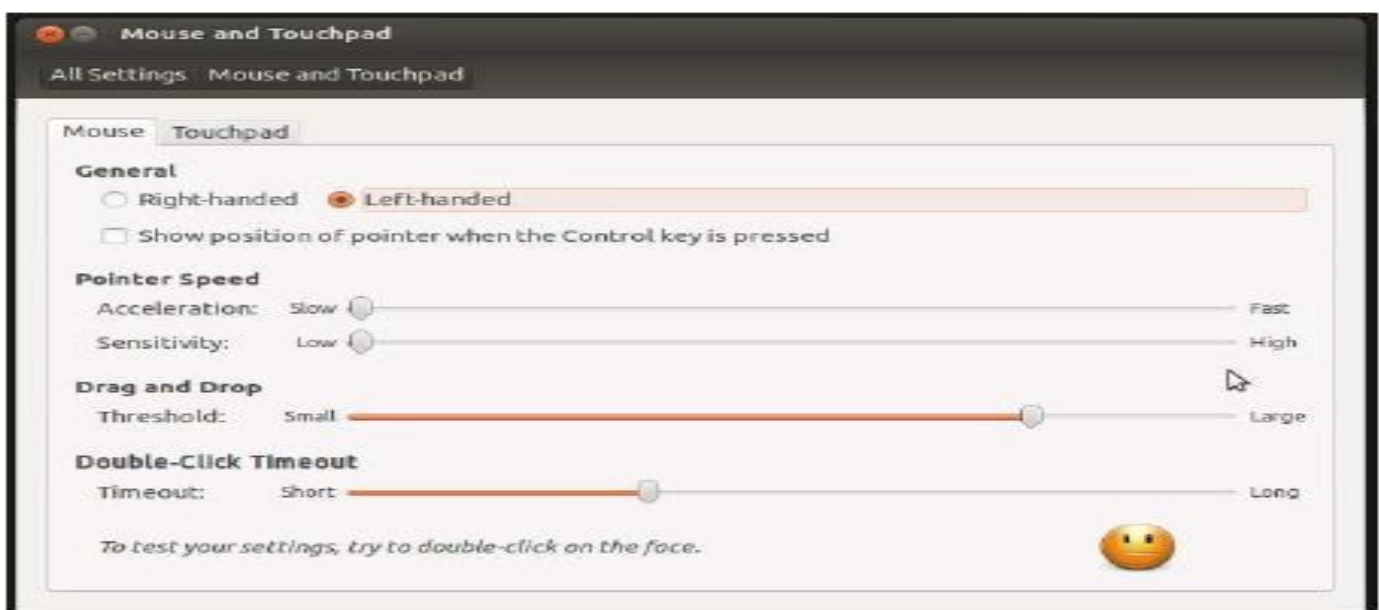 Mouse and Touchpad
All Settings Mouse and Touchpad
Mouse Touchpad
General
Right-handed Left-handed
Show position of pointer when the Control key is pressed
Pointer Speed
Acceleration: Slow Fast
Sensitivity: Low High
Drag and Drop
Threshold: Small Large
Double-Click Timeout
Timeout: Short Long
To test your settings, try to double-click on the face.